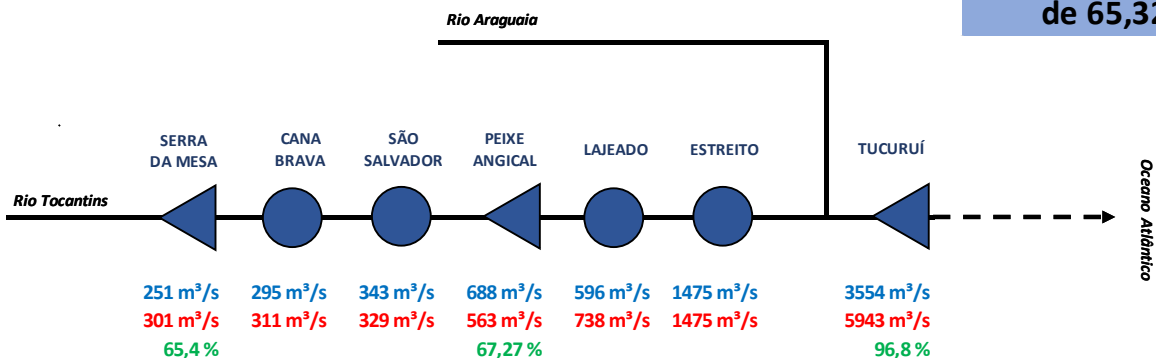 de 65,32
Rio Araguaia
SERRA
DA MESA
CANA
BRAVA
SÃO
SALVADOR
PEIXE
ANGICAL
LAJEADO
ESTREITO
TUCURUÍ
Rio Tocantins
Oceano Atlântico
251 m³/s 295 m³/s 343 m³/s 688 m³/s 596 m³/s 1475 m³/s 3554 m³/s
301 m³/s 311 m³/s 329 m³/s 563 m³/s 738 m³/s 1475 m³/s 5943 m³/s
65,4 % 67,27 % 96,8 %